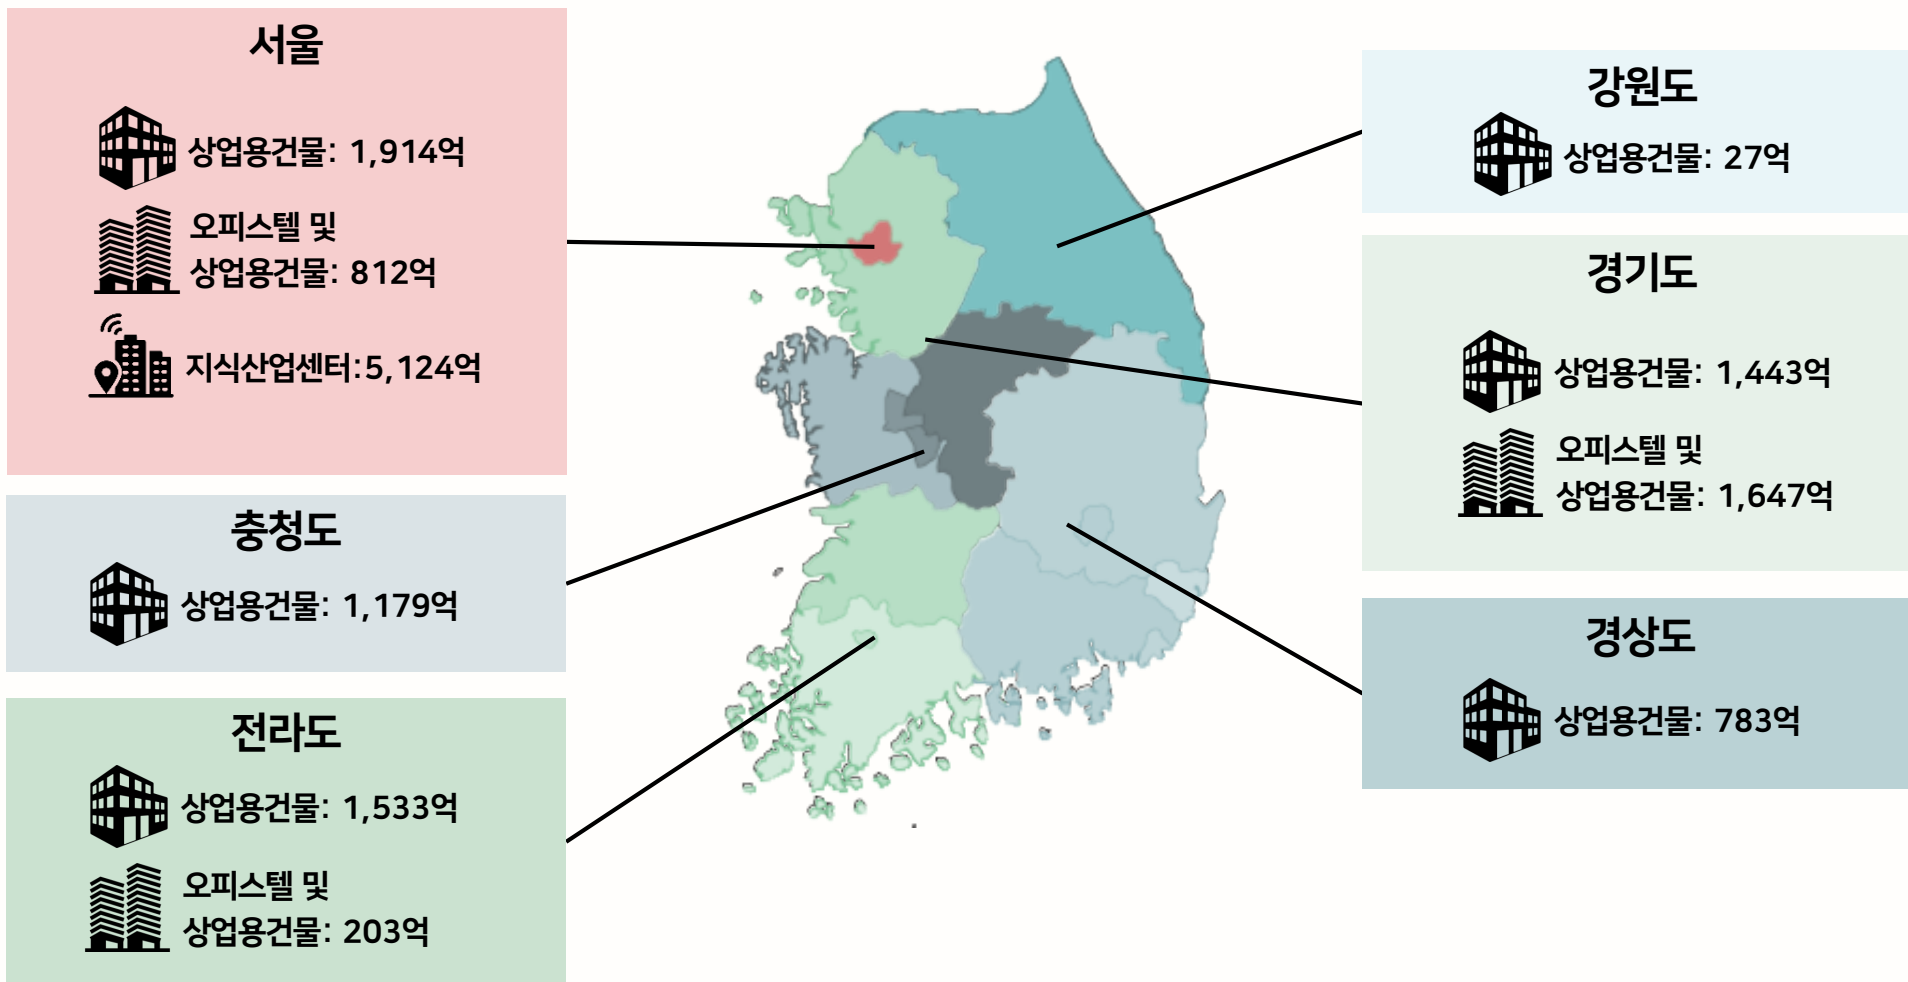 서울
상업용건물: 1,914억
오피스텔 및
상업용건물: 812억
지식산업센터:5,124억
충청도
상업용건물: 1,179억
전라도
상업용건물: 1,533억
오피스텔 및
상업용건물: 203억
강원도
상업용건물: 27억
경기도
상업용건물: 1,443억
오피스텔 및
상업용건물: 1,647억
경상도
상업용건물: 783억